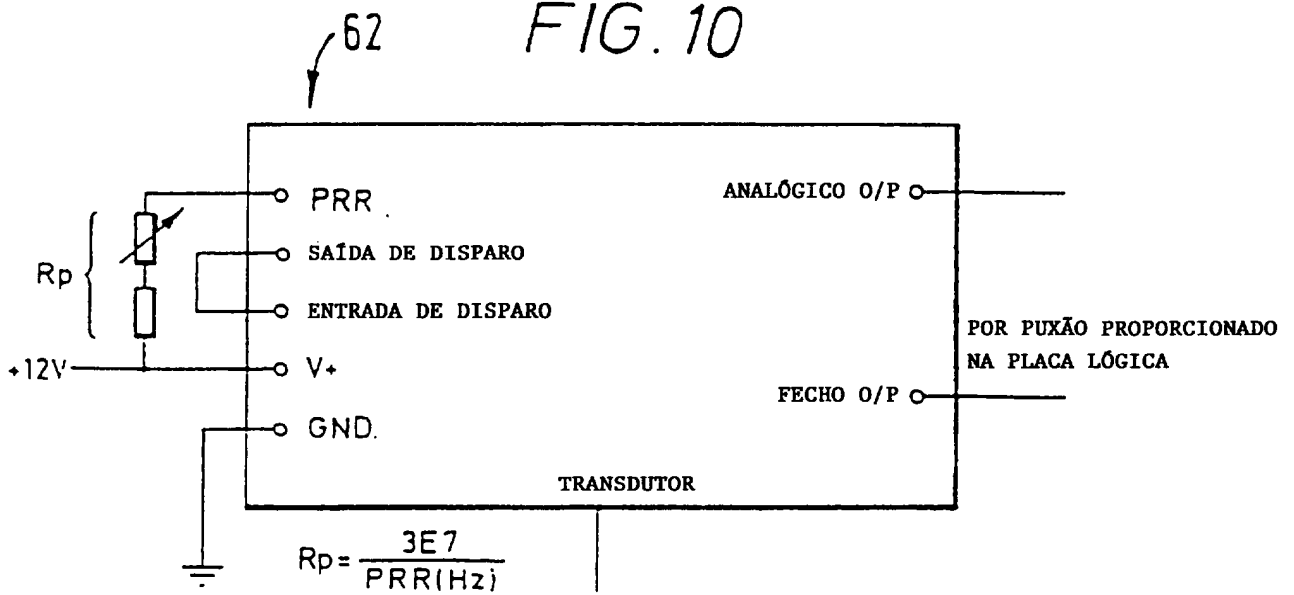 62
FIG. 10
PRR.
SAÍDA DE DISPARO
ENTRADA DE DISPARO
Rp
+12V
V+
GND.
ANALÓGICO O/P
POR PUXÃO PROPORCIONADO
NA PLACA LÓGICA
FECHO O/P
TRANSDUTOR
Rp = 3E7
PRR(Hz)